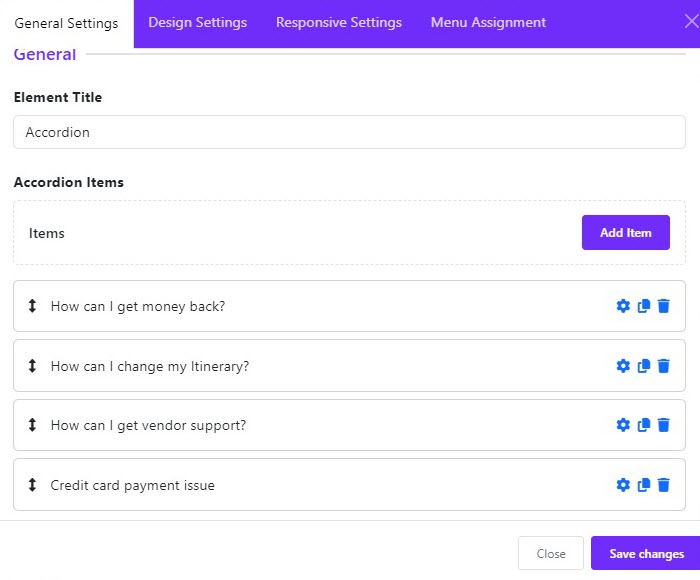 General Settings
Design Settings
Responsive Settings
Menu Assignment
General
Element Title
Accordion
Accordion Items
Items
Add Item
How can I get money back?
How can I change my Itinerary?
How can I get vendor support?
Credit card payment issue
Close
Save changes